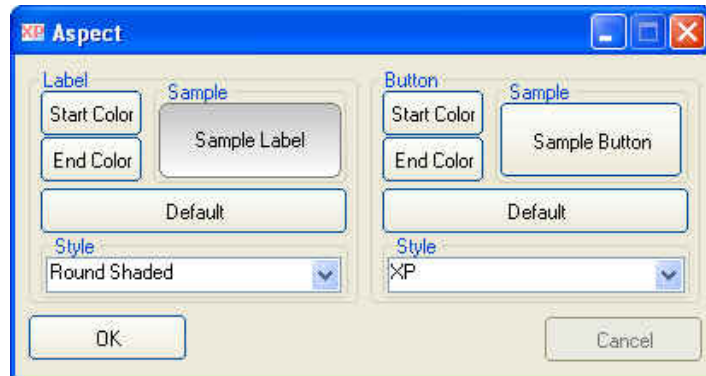 XP Aspect
Label
Start Color
End Color
Sample
Sample Label
Default
Style
Round Shaded
Button
Start Color
End Color
Sample
Sample Button
Default
Style
XP
OK
Cancel